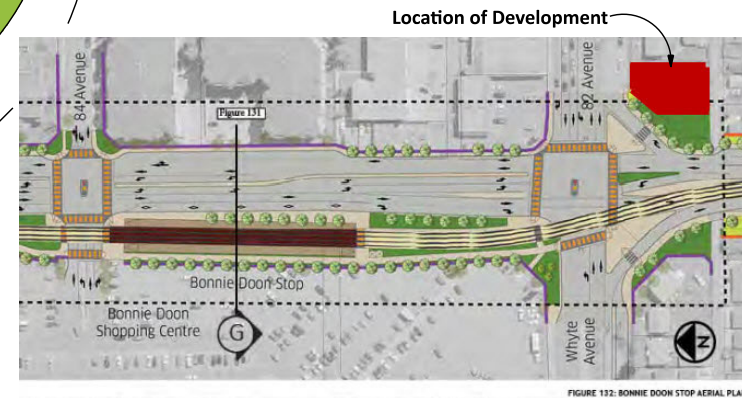 Location of Development
84 Avenue
82 Avenue
Figure 131
Bonnie Doon Stop
Bonnie Doon
Shopping Centre
G
Whyte
Avenue
N
FIGURE 132: BONNIE DOON STOP AERIAL PLA